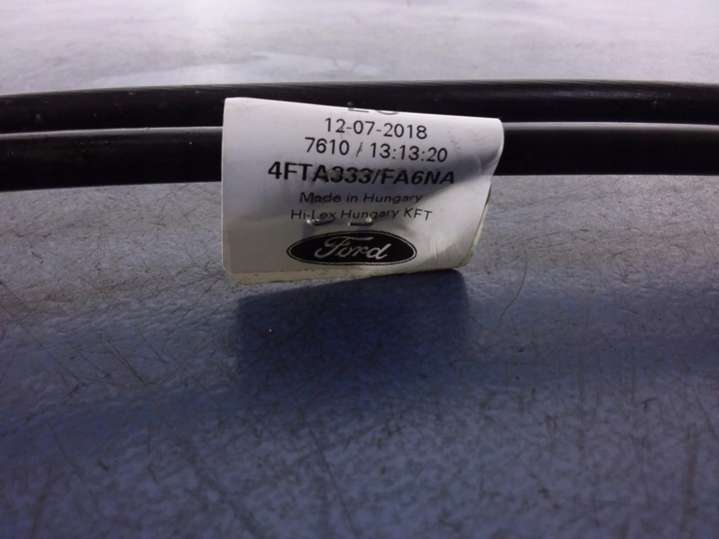 12-07-2018
7610 / 13:13:20
4FTA333/FA6NA
Made in Hungary
Hi-Lex Hungary KFT
Ford